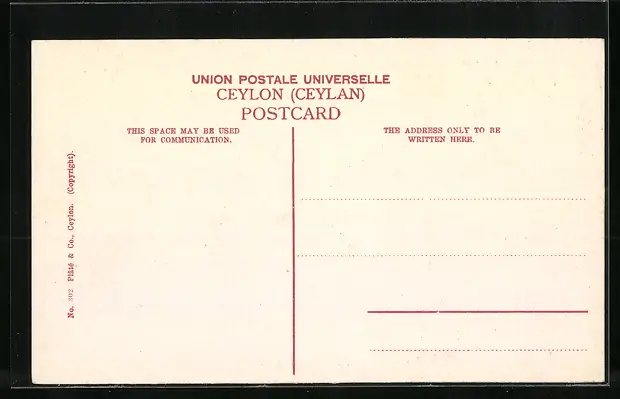 UNION POSTALE UNIVERSELLE
CEYLON (CEYLAN)
POSTCARD
THIS SPACE MAY BE USED
FOR COMMUNICATION.
THE ADDRESS ONLY TO BE
WRITTEN HERE.
No. 302 Plâté & Co., Ceylon. (Copyright).